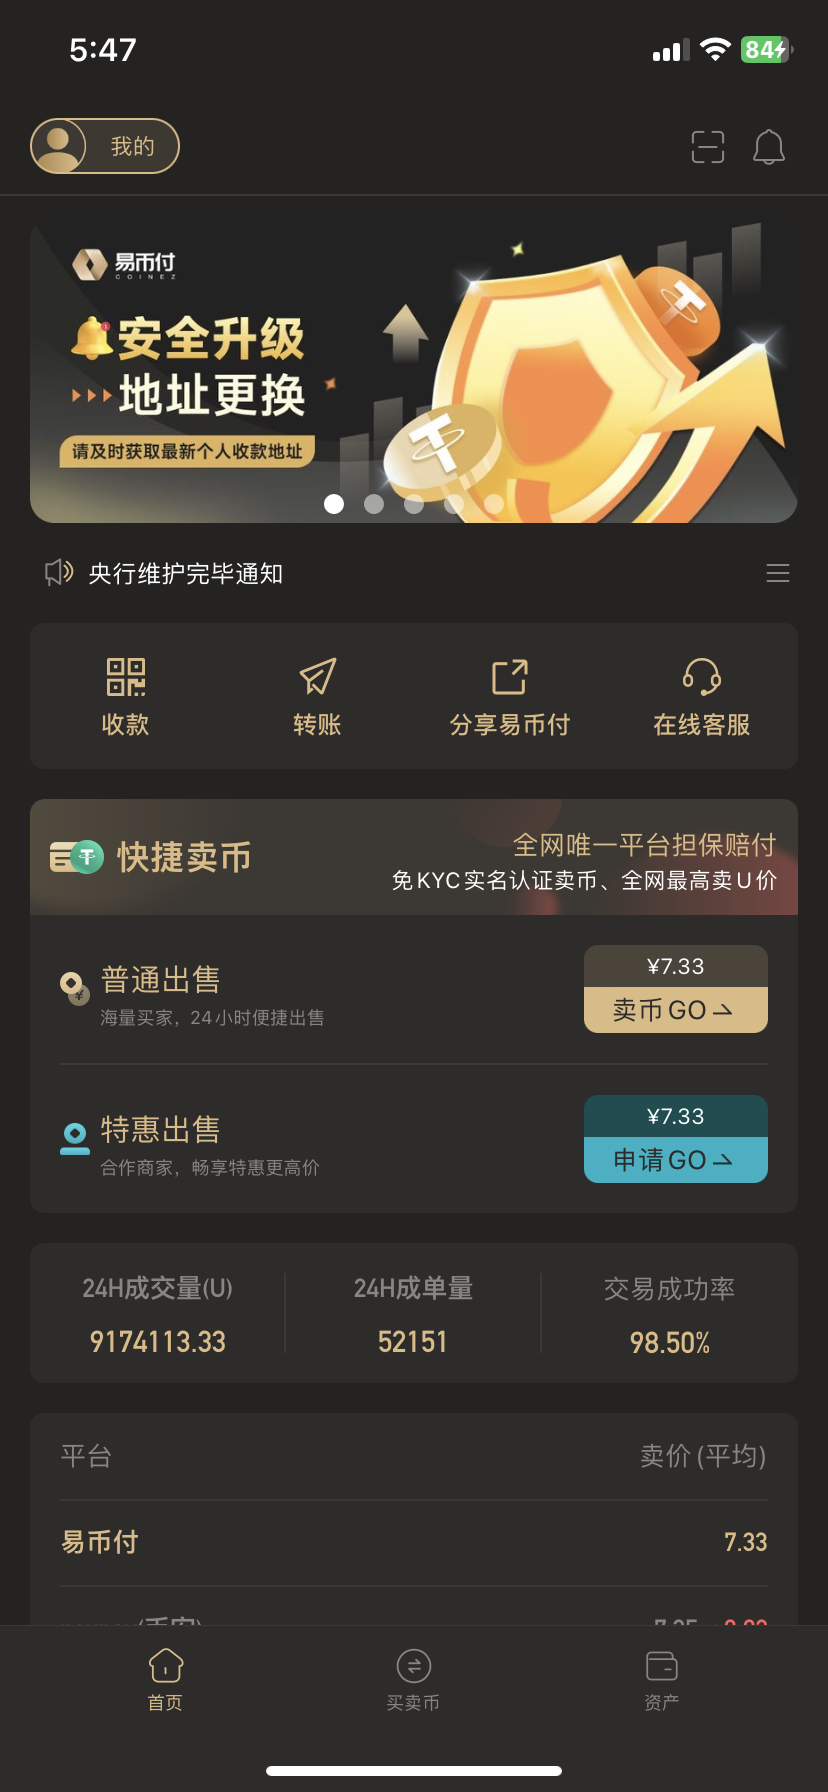 5:47
84
我的
易币付
COINEZ
安全升级
地址更换
请及时获取最新个人收款地址
央行维护完毕通知
收款
转账
分享易币付
在线客服
快捷卖币
全网唯一平台担保赔付
免KYC实名认证卖币、全网最高卖U价
普通出售
海量买家，24小时便捷出售
¥7.33
卖币GO
特惠出售
合作商家，畅享特惠更高价
¥7.33
申请GO
24H成交量(U)
9174113.33
24H成单量
52151
交易成功率
98.50%
平台
卖价(平均)
易币付
7.33
首页
买卖币
资产